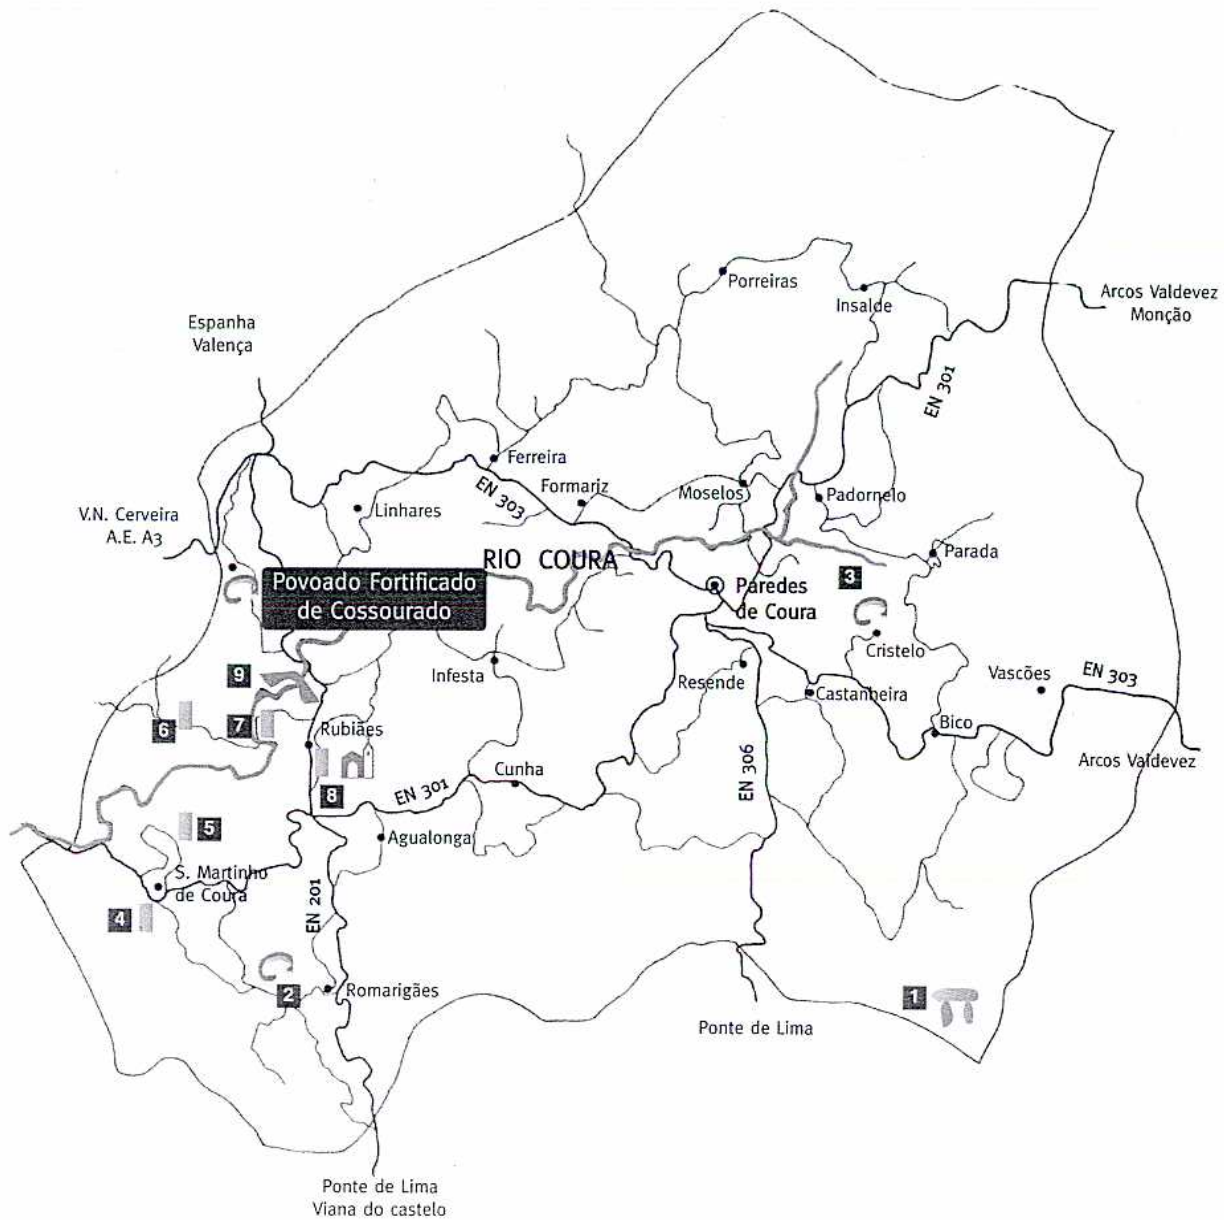 Porreiras
Insalde
Arcos Valdevez
Monção
Espanha
Valença
EN 301
Ferreira
EN 303
Formariz
Moselos
Padornelo
Linhares
V.N. Cerveira
A.E. A3
RIO COURA
Parada
Povoado Fortificado
de Cossourado
3
Paredes
de Coura
Cristelo
9
Infesta
Resende
Castanheira
Vascões
EN 303
6
7
Rubiães
Bico
Arcos Valdevez
EN 306
Cunha
8
EN 301
5
Agualonga
S. Martinho
de Coura
4
EN 201
2
Romarigães
1
Ponte de Lima
Ponte de Lima
Viana do castelo